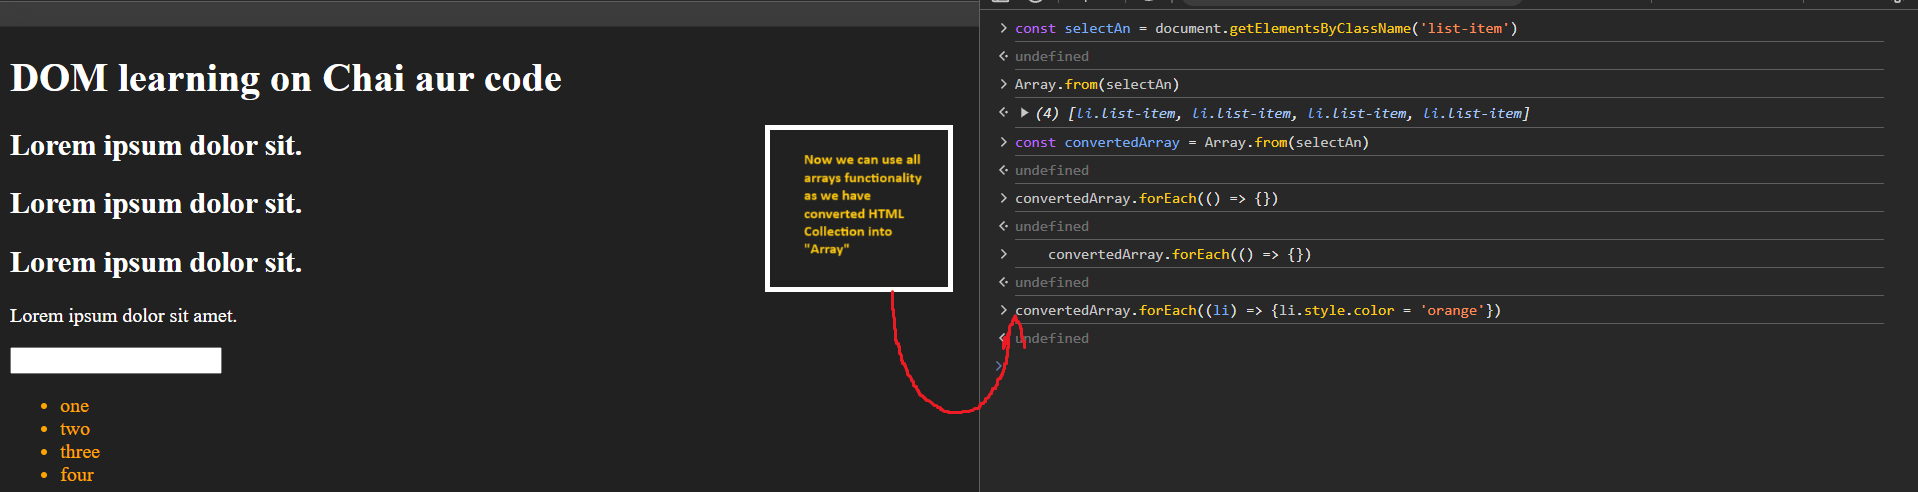 DOM learning on Chai aur code
Lorem ipsum dolor sit.
Lorem ipsum dolor sit.
Lorem ipsum dolor sit.
Lorem ipsum dolor sit amet.
one
two
three
four
Now we can use all
arrays functionality
as we have
converted HTML
Collection into
"Array"
const selectAn = document.getElementsByClassName('list-item')
undefined
Array.from(selectAn)
(4) [li.list-item, li.list-item, li.list-item, li.list-item]
const convertedArray = Array.from(selectAn)
undefined
convertedArray.forEach(() => {})
undefined
convertedArray.forEach(() => {})
undefined
convertedArray.forEach((li) => {li.style.color = 'orange'})
undefined